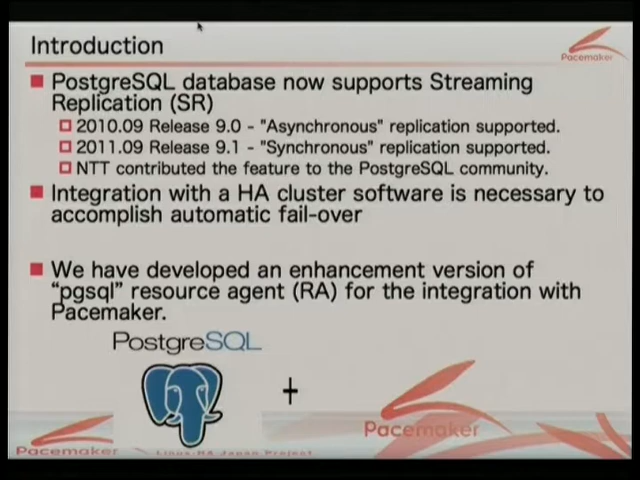 Introduction
Pacemaker
PostgreSQL database now supports Streaming
Replication (SR)
2010.09 Release 9.0 - "Asynchronous" replication supported.
2011.09 Release 9.1 - "Synchronous" replication supported.
NTT contributed the feature to the PostgreSQL community.
Integration with a HA cluster software is necessary to
accomplish automatic fail-over
We have developed an enhancement version of
“pgsql” resource agent (RA) for the integration with
Pacemaker.
PostgreSQL
+
Pacemaker
Pacemaker
Linux-HA Japan Project